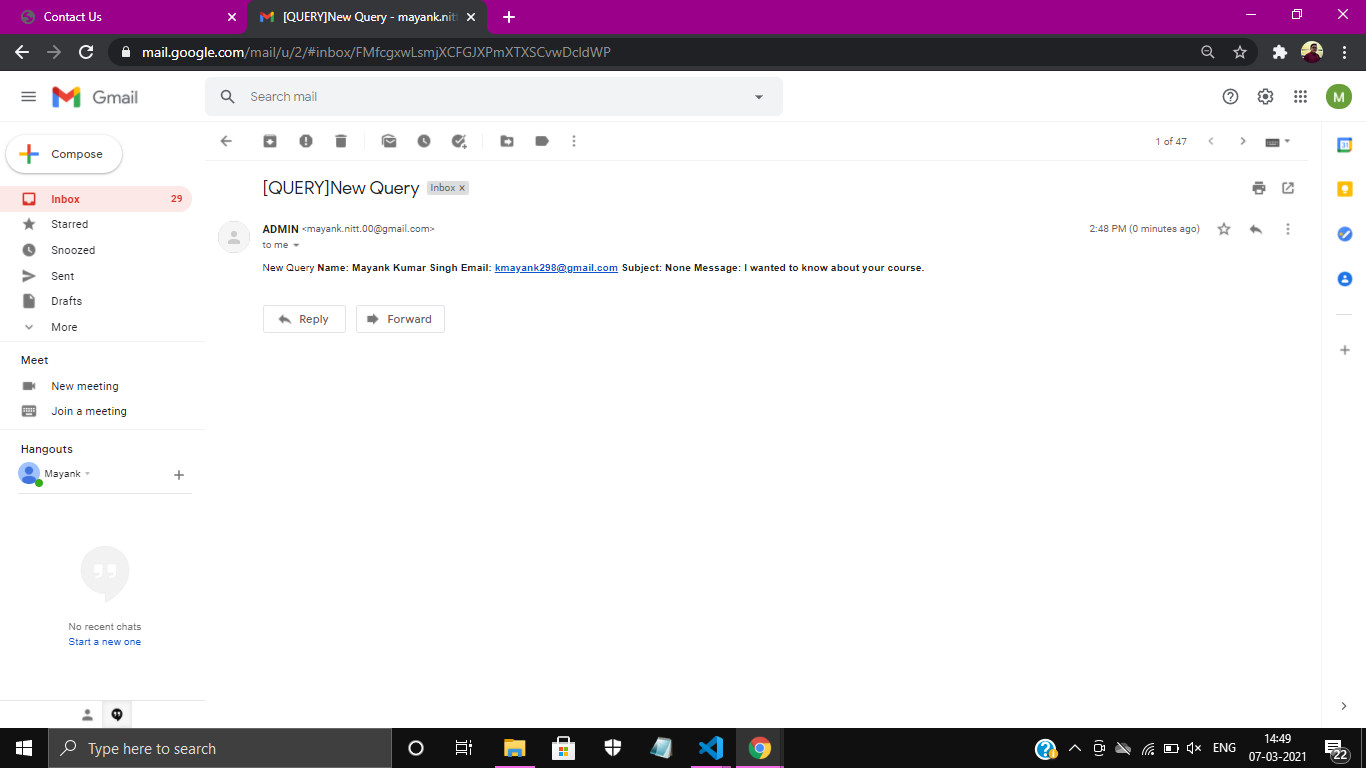 Contact Us
[QUERY]New Query - mayank.nitt
mail.google.com/mail/u/2/#inbox/FMfcgxwLsmjXCFGJXPmXTXSCvwDcldWP
Gmail
Search mail
M
Compose
1 of 47
Inbox 29
Starred
Snoozed
Sent
Drafts
More
[QUERY]New Query Inbox x
ADMIN <mayank.nitt.00@gmail.com>
2:48 PM (0 minutes ago)
to me
New Query Name: Mayank Kumar Singh Email: kmayank298@gmail.com Subject: None Message: I wanted to know about your course.
Reply
Forward
Meet
New meeting
Join a meeting
Hangouts
Mayank
No recent chats
Start a new one
31
Type here to search
ENG
14:49
07-03-2021
22